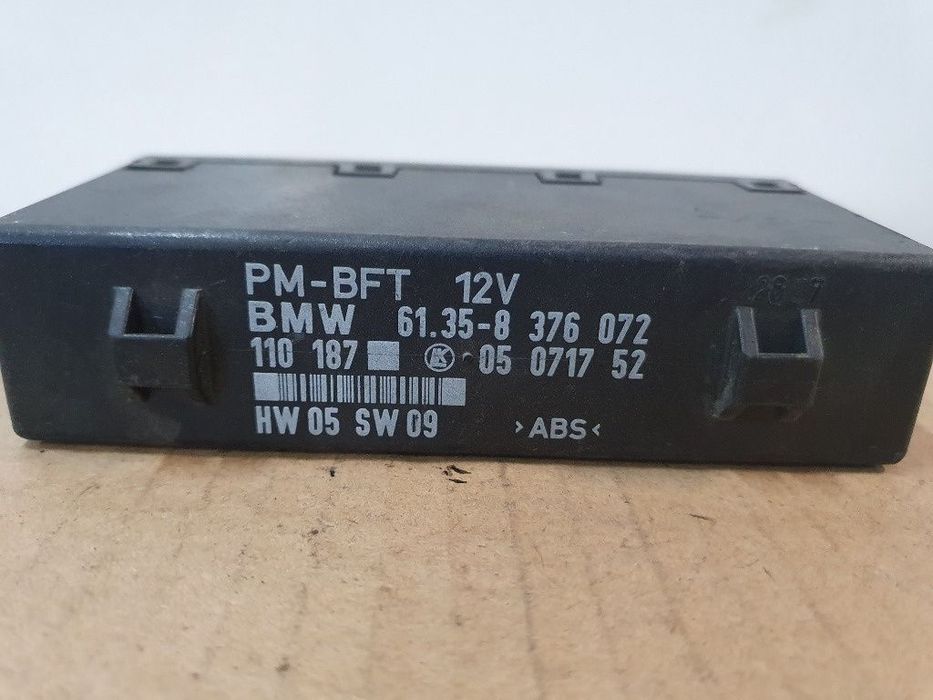 PM-BFT 12V
BMW 61.35-8 376 072
110 187 K 05 0717 52
HW 05 SW 09 >ABS<